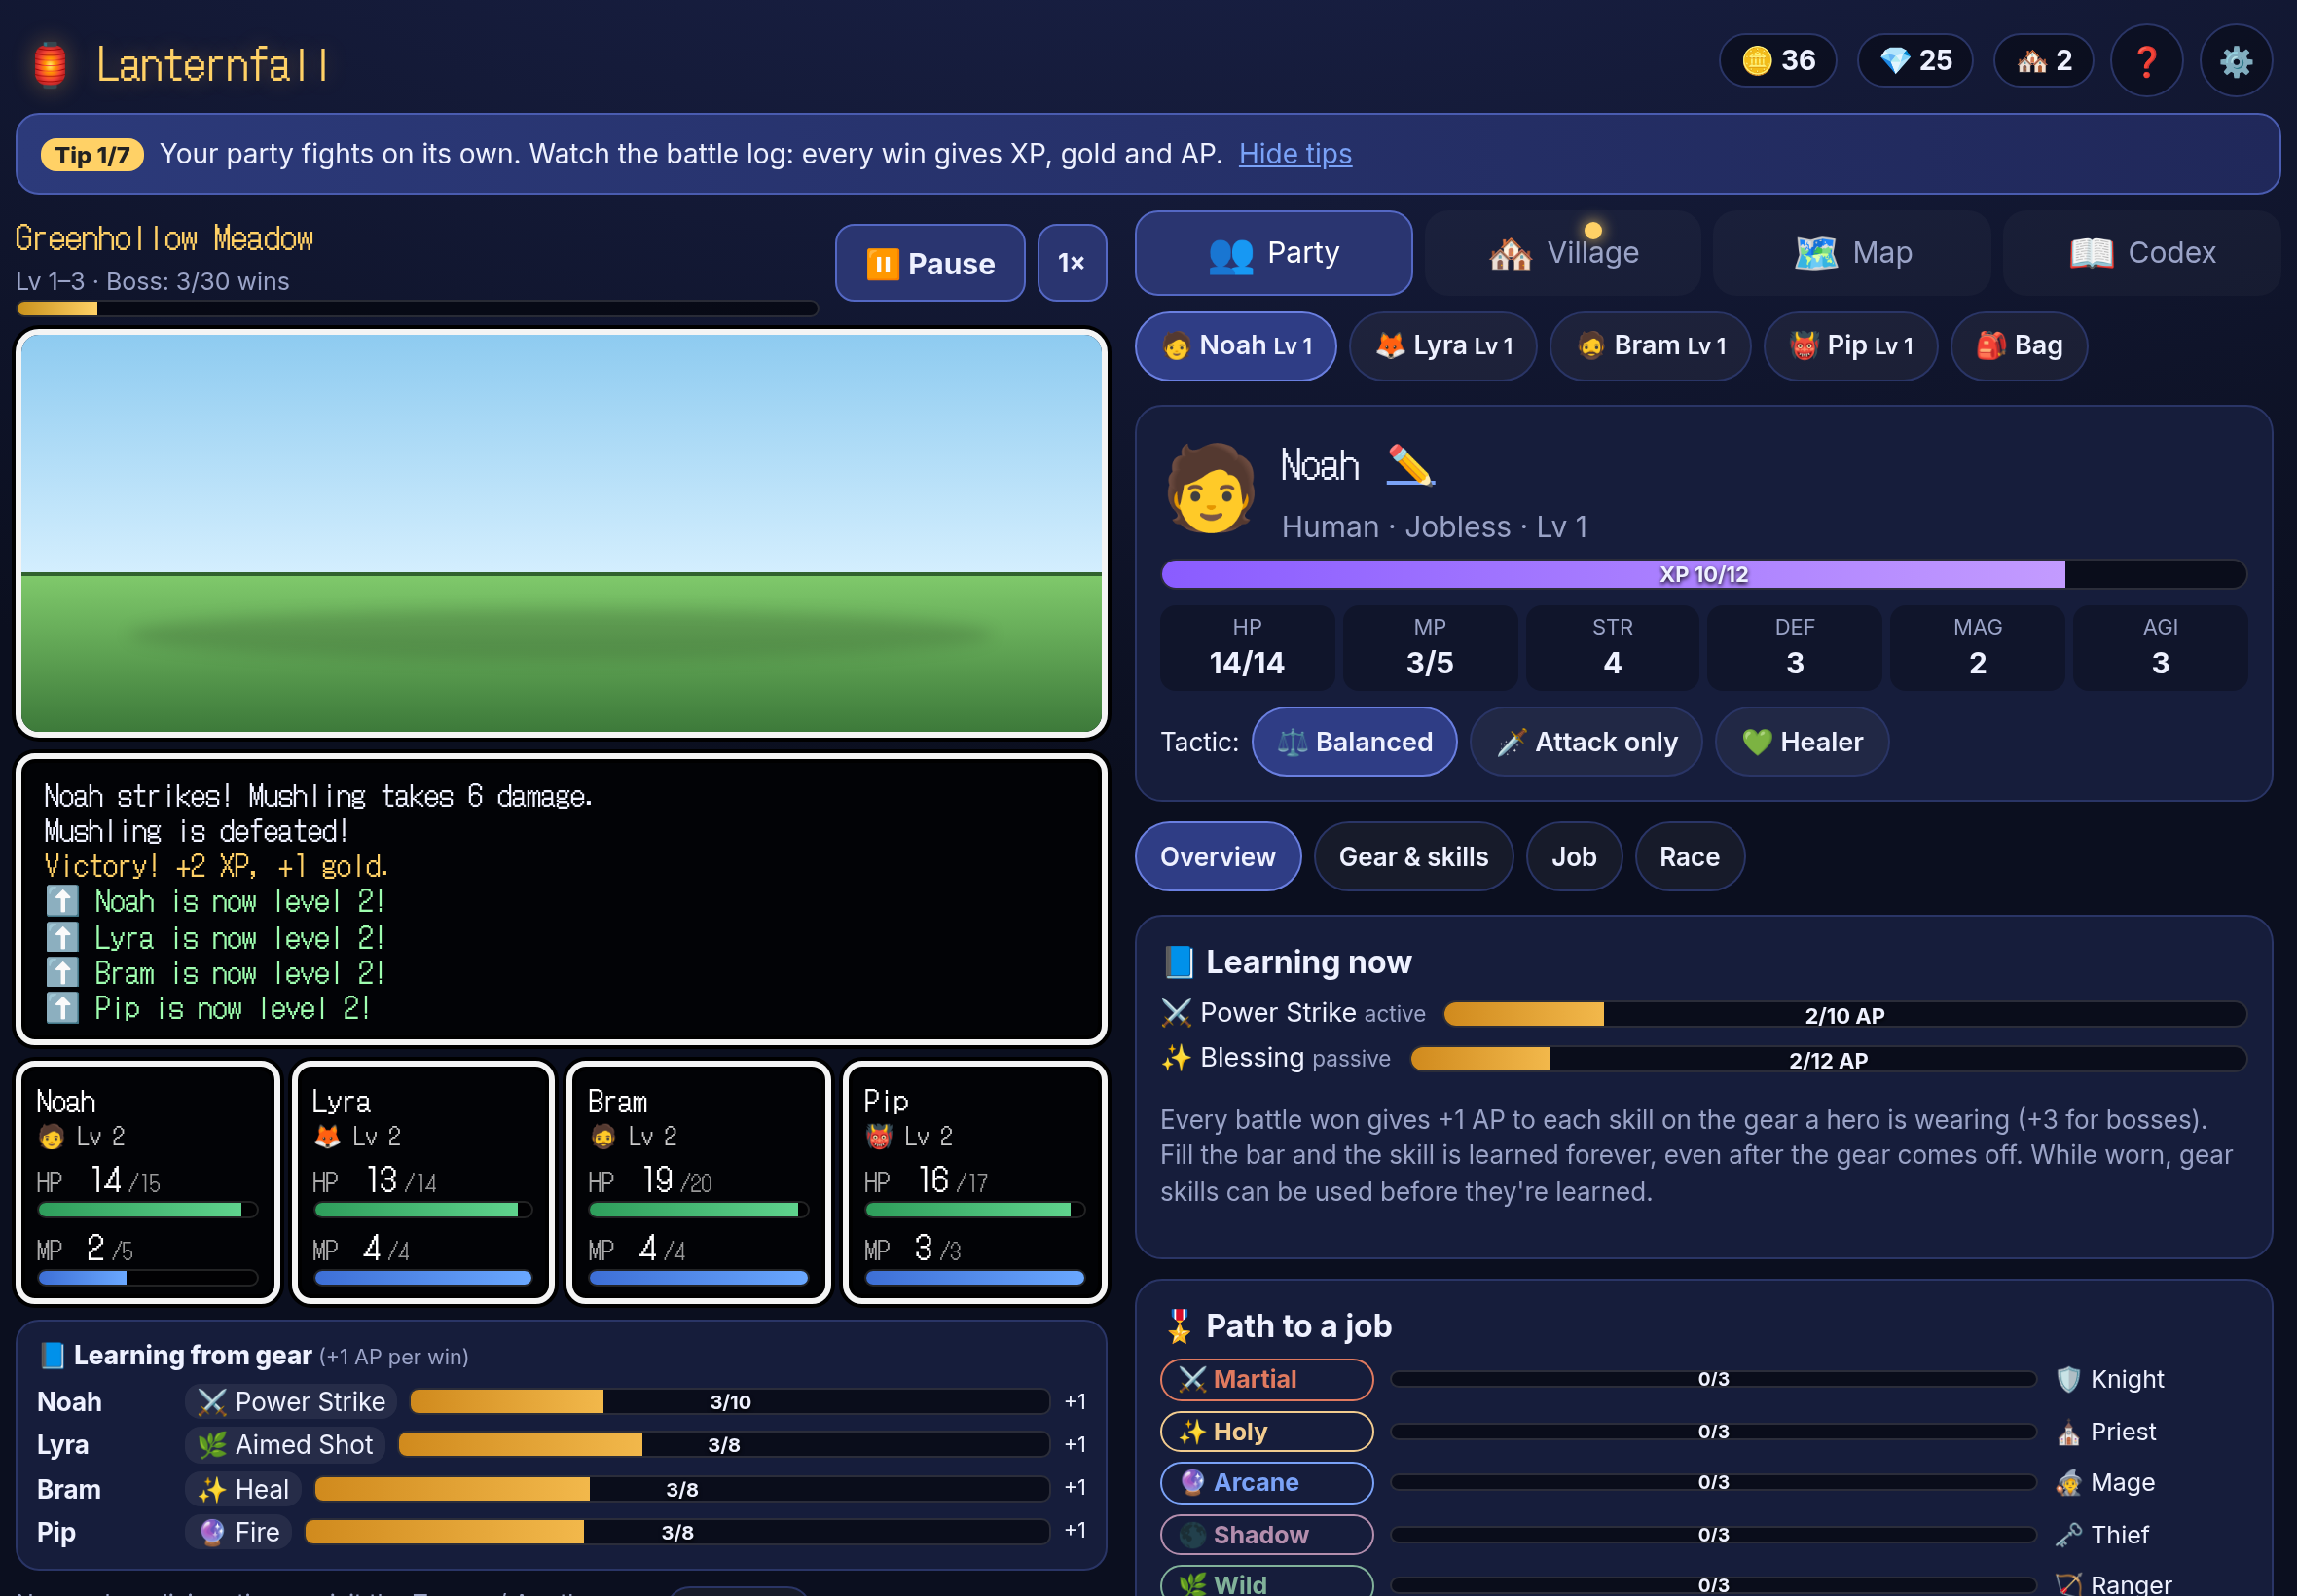 Lanternfall
36
25
2
Tip 1/7 Your party fights on its own. Watch the battle log: every win gives XP, gold and AP. Hide tips
Greenhollow Meadow
Lv 1–3 · Boss: 3/30 wins
Pause
1×
Noah strikes! Mushling takes 6 damage.
Mushling is defeated!
Victory! +2 XP, +1 gold.
Noah is now level 2!
Lyra is now level 2!
Bram is now level 2!
Pip is now level 2!
Noah
Lv 2
HP 14/15
MP 2/5
Lyra
Lv 2
HP 13/14
MP 4/4
Bram
Lv 2
HP 19/20
MP 4/4
Pip
Lv 2
HP 16/17
MP 3/3
Learning from gear (+1 AP per win)
Noah Power Strike 3/10 +1
Lyra Aimed Shot 3/8 +1
Bram Heal 3/8 +1
Pip Fire 3/8 +1
Party
Village
Map
Codex
Noah Lv 1
Lyra Lv 1
Bram Lv 1
Pip Lv 1
Bag
Noah
Human · Jobless · Lv 1
XP 10/12
HP 14/14
MP 3/5
STR 4
DEF 3
MAG 2
AGI 3
Tactic: Balanced Attack only Healer
Overview
Gear & skills
Job
Race
Learning now
Power Strike active 2/10 AP
Blessing passive 2/12 AP
Every battle won gives +1 AP to each skill on the gear a hero is wearing (+3 for bosses).
Fill the bar and the skill is learned forever, even after the gear comes off. While worn, gear
skills can be used before they're learned.
Path to a job
Martial 0/3 Knight
Holy 0/3 Priest
Arcane 0/3 Mage
Shadow 0/3 Thief
Wild 0/3 Ranger